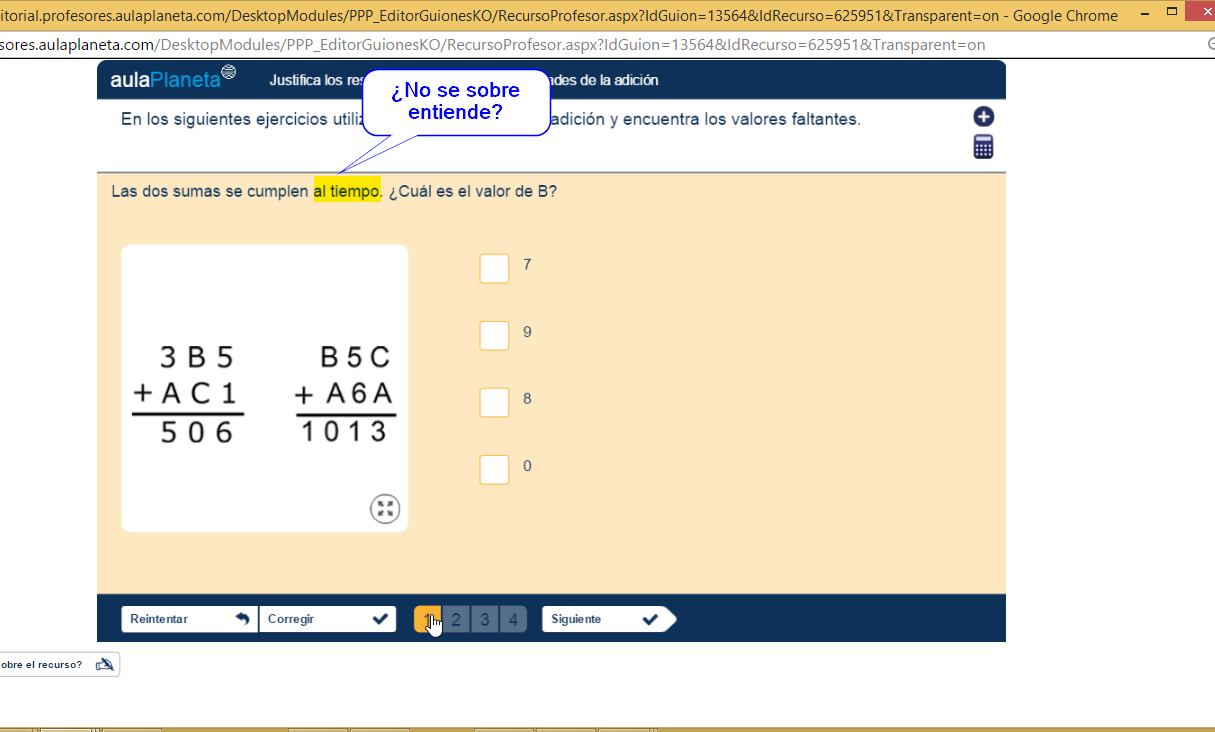 itorial.profesores.aulaplaneta.com/DesktopModules/PPP_EditorGuionesKO/RecursoProfesor.aspx?IdGuion=13564&IdRecurso=625951&Transparent=on - Google Chrome
sores.aulaplaneta.com/DesktopModules/PPP_EditorGuionesKO/RecursoProfesor.aspx?IdGuion=13564&IdRecurso=625951&Transparent=on
aulaPlaneta
Justifica los res
ades de la adición
¿No se sobre
entiende?
En los siguientes ejercicios utiliz
adición y encuentra los valores faltantes.
Las dos sumas se cumplen al tiempo. ¿Cuál es el valor de B?
3 B 5
+ A C 1
5 0 6
B 5 C
+ A 6 A
1 0 1 3
7
9
8
0
Reintentar
Corregir
1 2 3 4
Siguiente
obre el recurso?